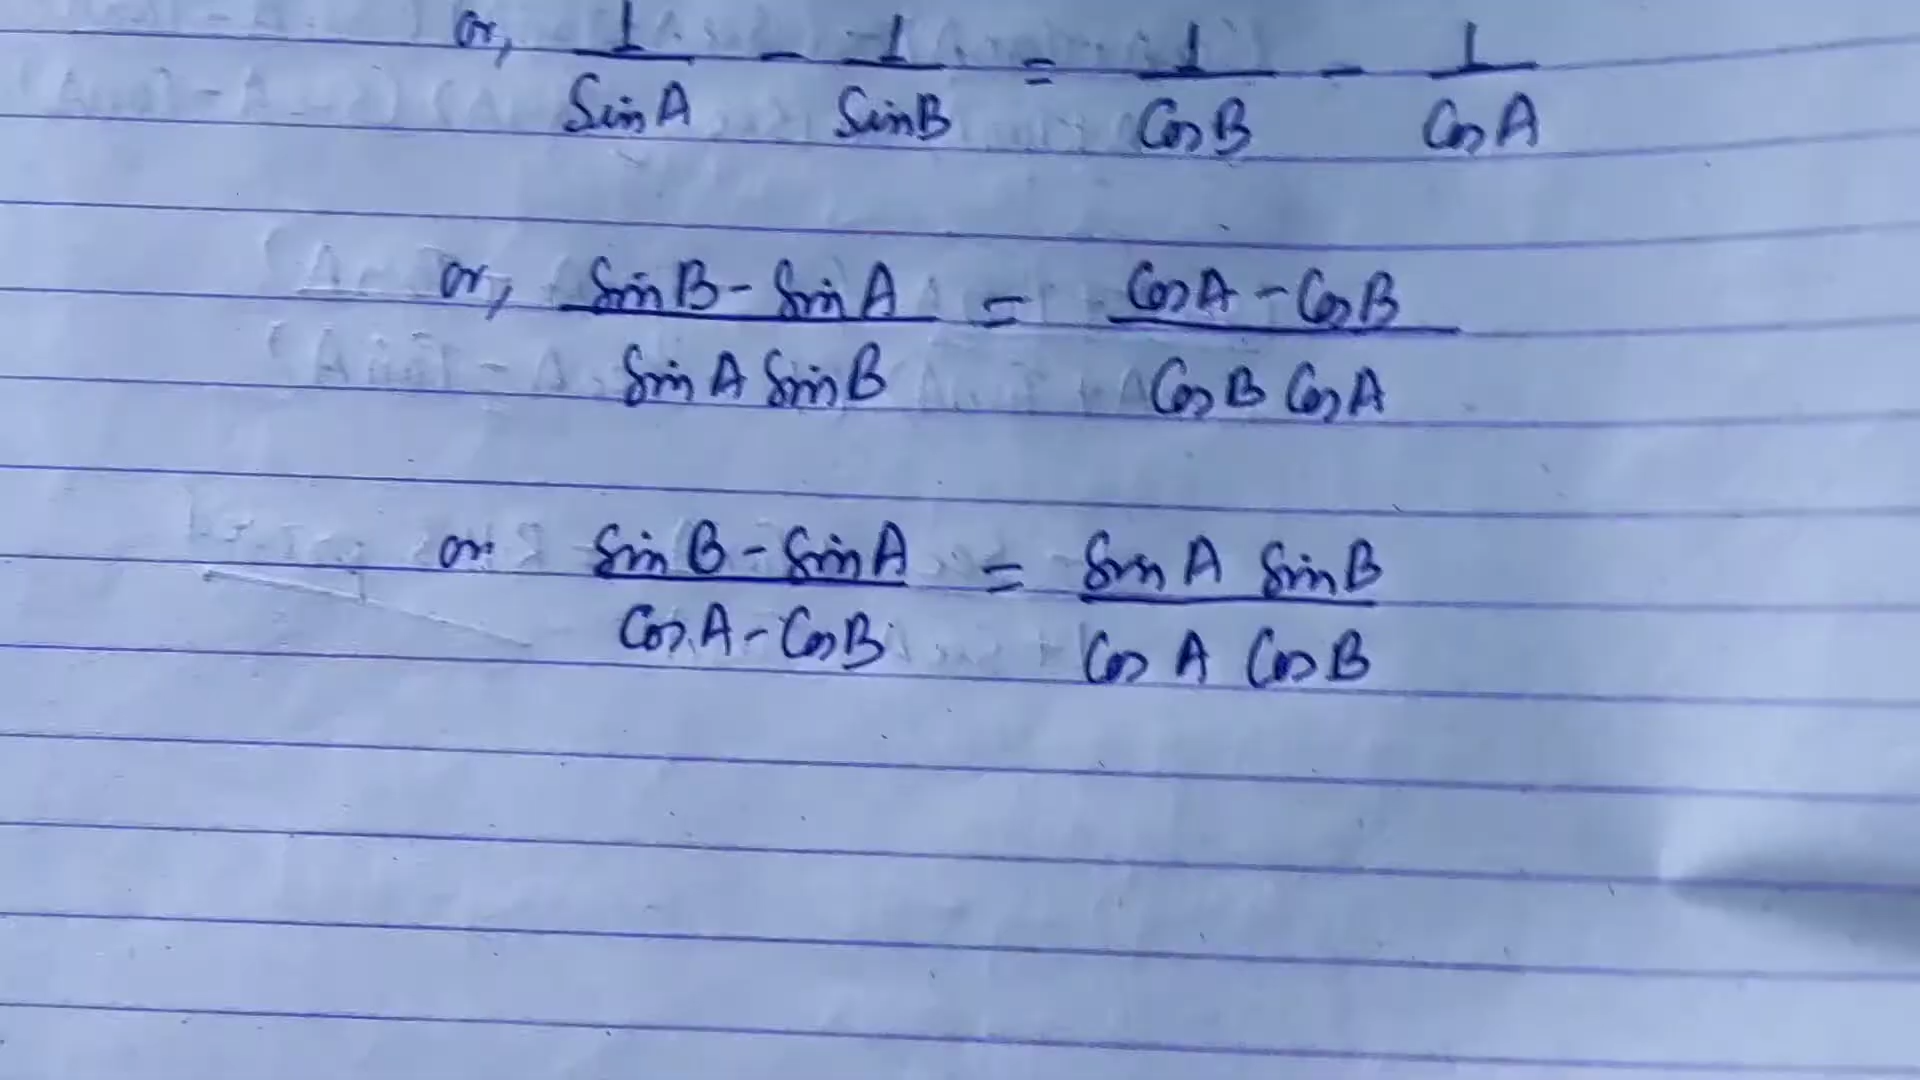 or, 1/SinA - 1/SinB = 1/CosB - 1/CosA
or, SinB - SinA / SinA SinB = CosA - CosB / CosB CosA
or SinB - SinA / CosA - CosB = SinA SinB / CosA CosB